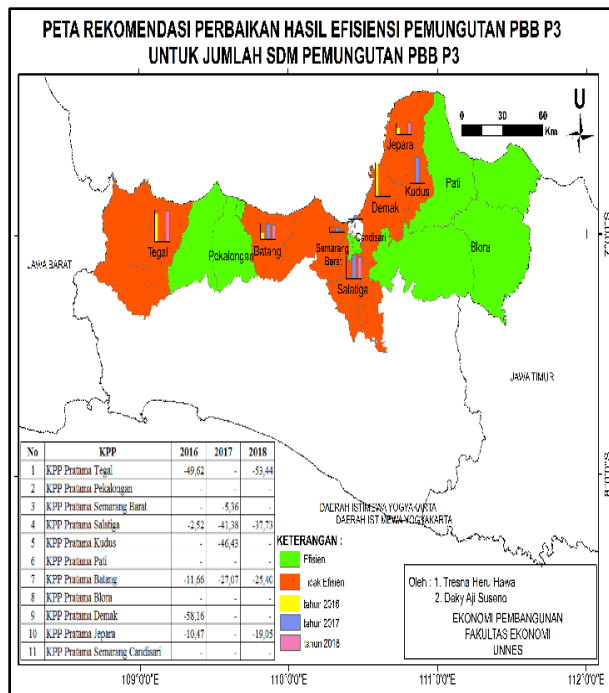 PETA REKOMENDASI PERBAIKAN HASIL EFISIENSI PEMUNGUTAN PBB P3
UNTUK JUMLAH SDM PEMUNGUTAN PBB P3
U
0 30 60
Km
Jepara
Kudus
Pati
Demak
Tegal
Pokalongan
Batang
Semarang
Barat
Candisari
Blora
Salatiga
JAWA BARAT
JAWA TIMUR
DAERAH ISTIMEWA YOGYAKARTA
DAERAH IST MEWA YOGYAKARTA
No KPP 2016 2017 2018
1 KPP Pratama Tegal -49,62 - -53,44
2 KPP Pratama Pekalongan - - -
3 KPP Pratama Semarang Barat - -5,36 -
4 KPP Pratama Salatiga -2,52 -41,38 -37,73
5 KPP Pratama Kudus - -46,43 -
6 KPP Pratama Pati - - -
7 KPP Pratama Batang -11,66 -27,07 -25,40
8 KPP Pratama Blora - - -
9 KPP Pratama Demak -58,16 - -
10 KPP Pratama Jepara -10,47 - -19,05
11 KPP Pratama Semarang Candisari - - -
KETERANGAN :
Efisien
Efisien
tahun 2016
tahun 2017
tahun 2018
Oleh : 1. Tresna Heru Hawa
2. Deky Aji Suseno
EKONOMI PEMBANGUNAN
FAKULTAS EKONOMI
UNNES
109°0'0"E 110°0'0"E 111°0'0"E 112°0'0"E